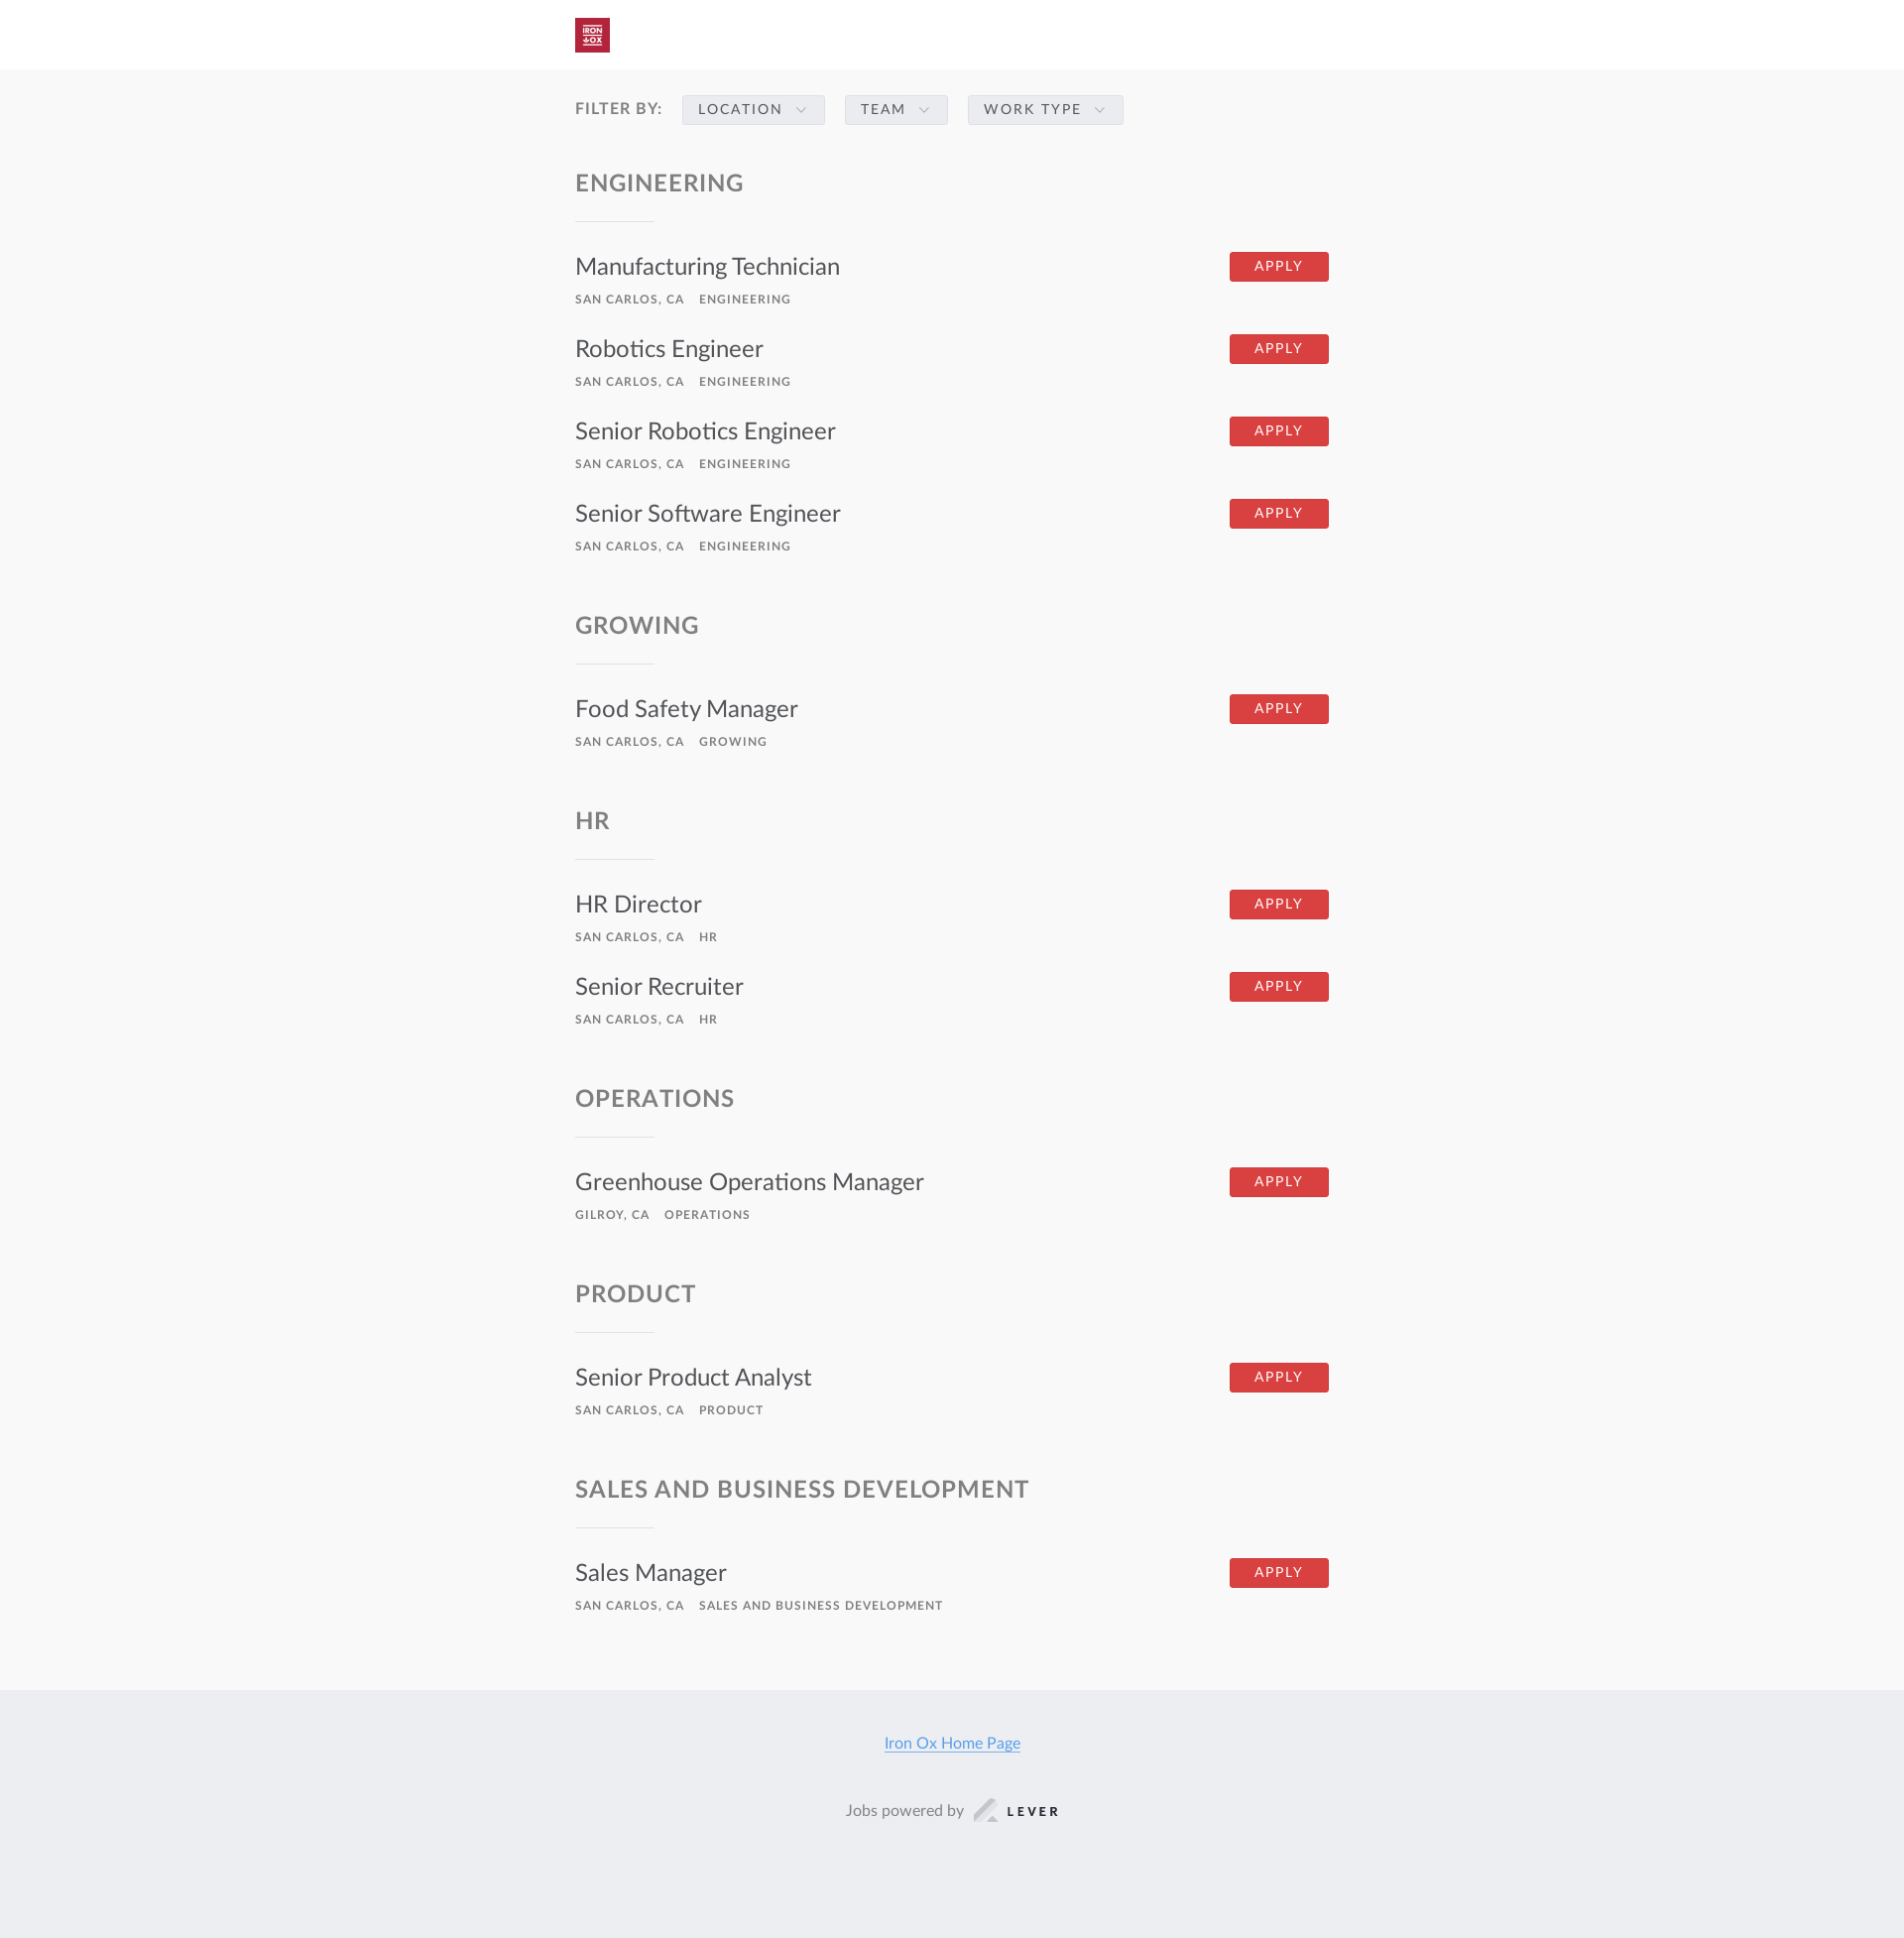 IRON
OX
FILTER BY: LOCATION TEAM WORK TYPE
ENGINEERING
Manufacturing Technician APPLY
SAN CARLOS, CA ENGINEERING
Robotics Engineer APPLY
SAN CARLOS, CA ENGINEERING
Senior Robotics Engineer APPLY
SAN CARLOS, CA ENGINEERING
Senior Software Engineer APPLY
SAN CARLOS, CA ENGINEERING
GROWING
Food Safety Manager APPLY
SAN CARLOS, CA GROWING
HR
HR Director APPLY
SAN CARLOS, CA HR
Senior Recruiter APPLY
SAN CARLOS, CA HR
OPERATIONS
Greenhouse Operations Manager APPLY
GILROY, CA OPERATIONS
PRODUCT
Senior Product Analyst APPLY
SAN CARLOS, CA PRODUCT
SALES AND BUSINESS DEVELOPMENT
Sales Manager APPLY
SAN CARLOS, CA SALES AND BUSINESS DEVELOPMENT
Iron Ox Home Page
Jobs powered by LEVER